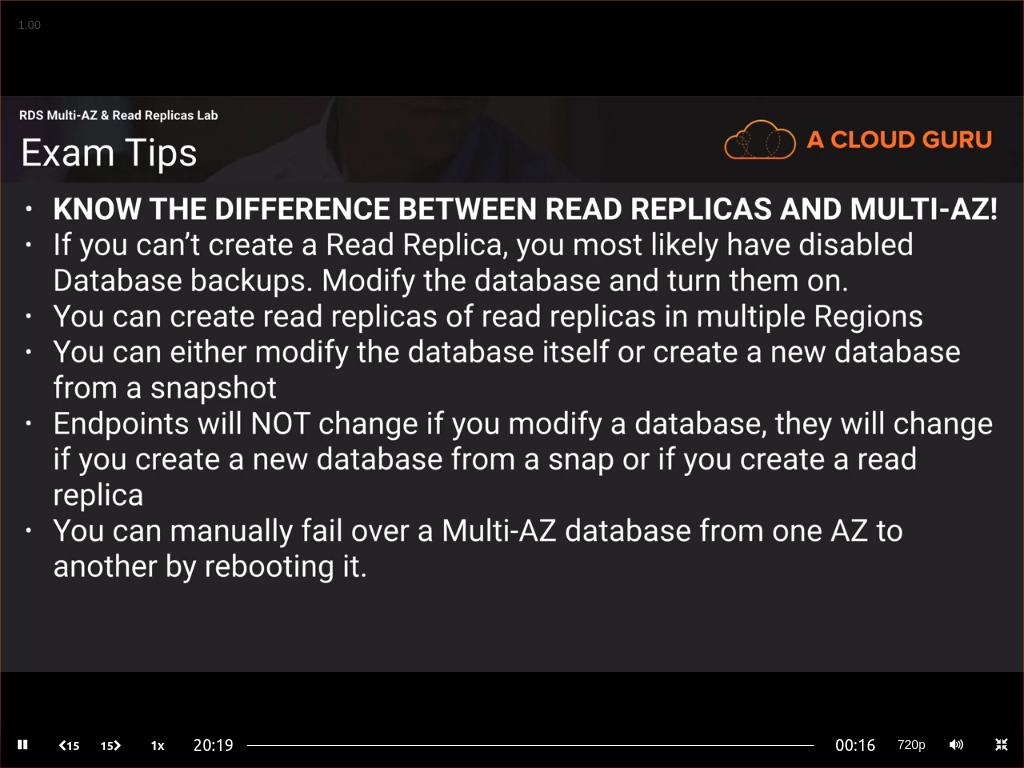 1.00
RDS Multi-AZ & Read Replicas Lab
Exam Tips
A CLOUD GURU
• KNOW THE DIFFERENCE BETWEEN READ REPLICAS AND MULTI-AZ!
• If you can’t create a Read Replica, you most likely have disabled
Database backups. Modify the database and turn them on.
• You can create read replicas of read replicas in multiple Regions
• You can either modify the database itself or create a new database
from a snapshot
• Endpoints will NOT change if you modify a database, they will change
if you create a new database from a snap or if you create a read
replica
• You can manually fail over a Multi-AZ database from one AZ to
another by rebooting it.
15 15 1x 20:19 00:16 720p